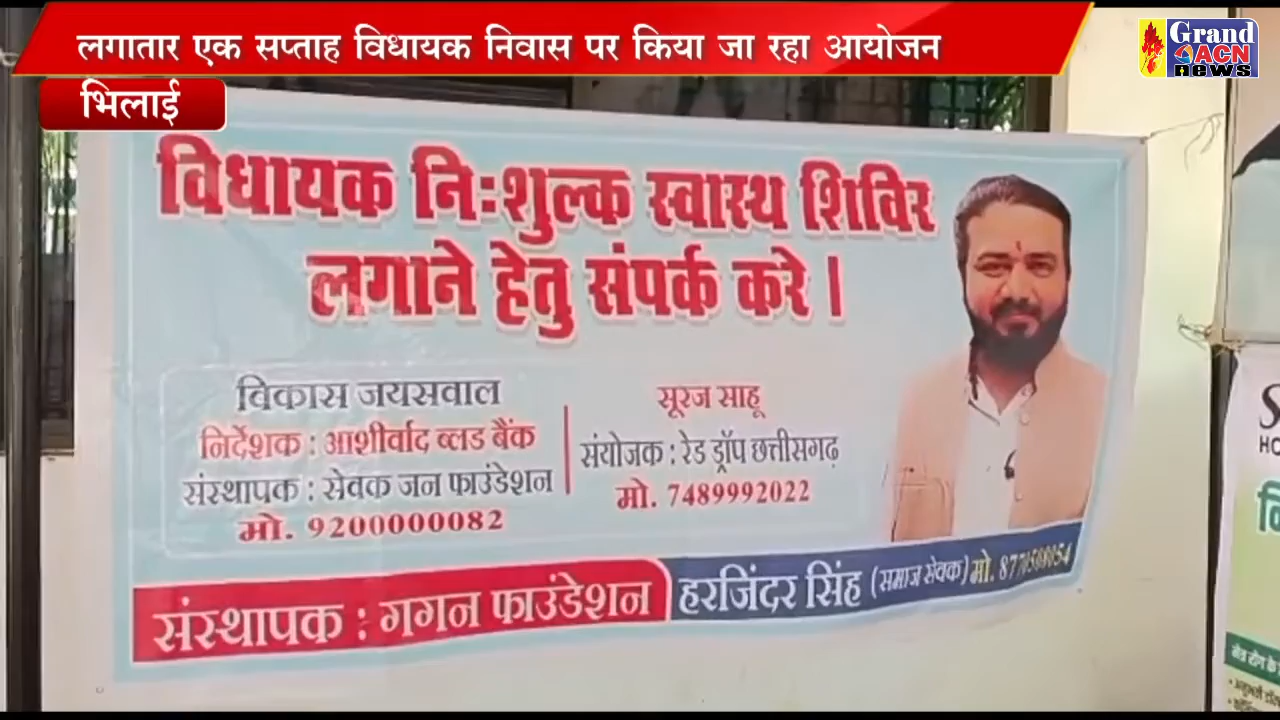 लगातार एक सप्ताह विधायक निवास पर किया जा रहा आयोजन
Grand
ACN
news
भिलाई
विधायक निःशुल्क स्वास्थ शिविर
लगाने हेतु संपर्क करे ।
विकास जयसवाल
निर्देशक : आशीर्वाद ब्लड बैंक
संस्थापक : सेवक जन फाउंडेशन
मो. 9200000082
सूरज साहू
संयोजक : रेड ड्रॉप छत्तीसगढ़
मो. 7489992022
संस्थापक : गगन फाउंडेशन
हरजिंदर सिंह (समाज सेवक) मो.